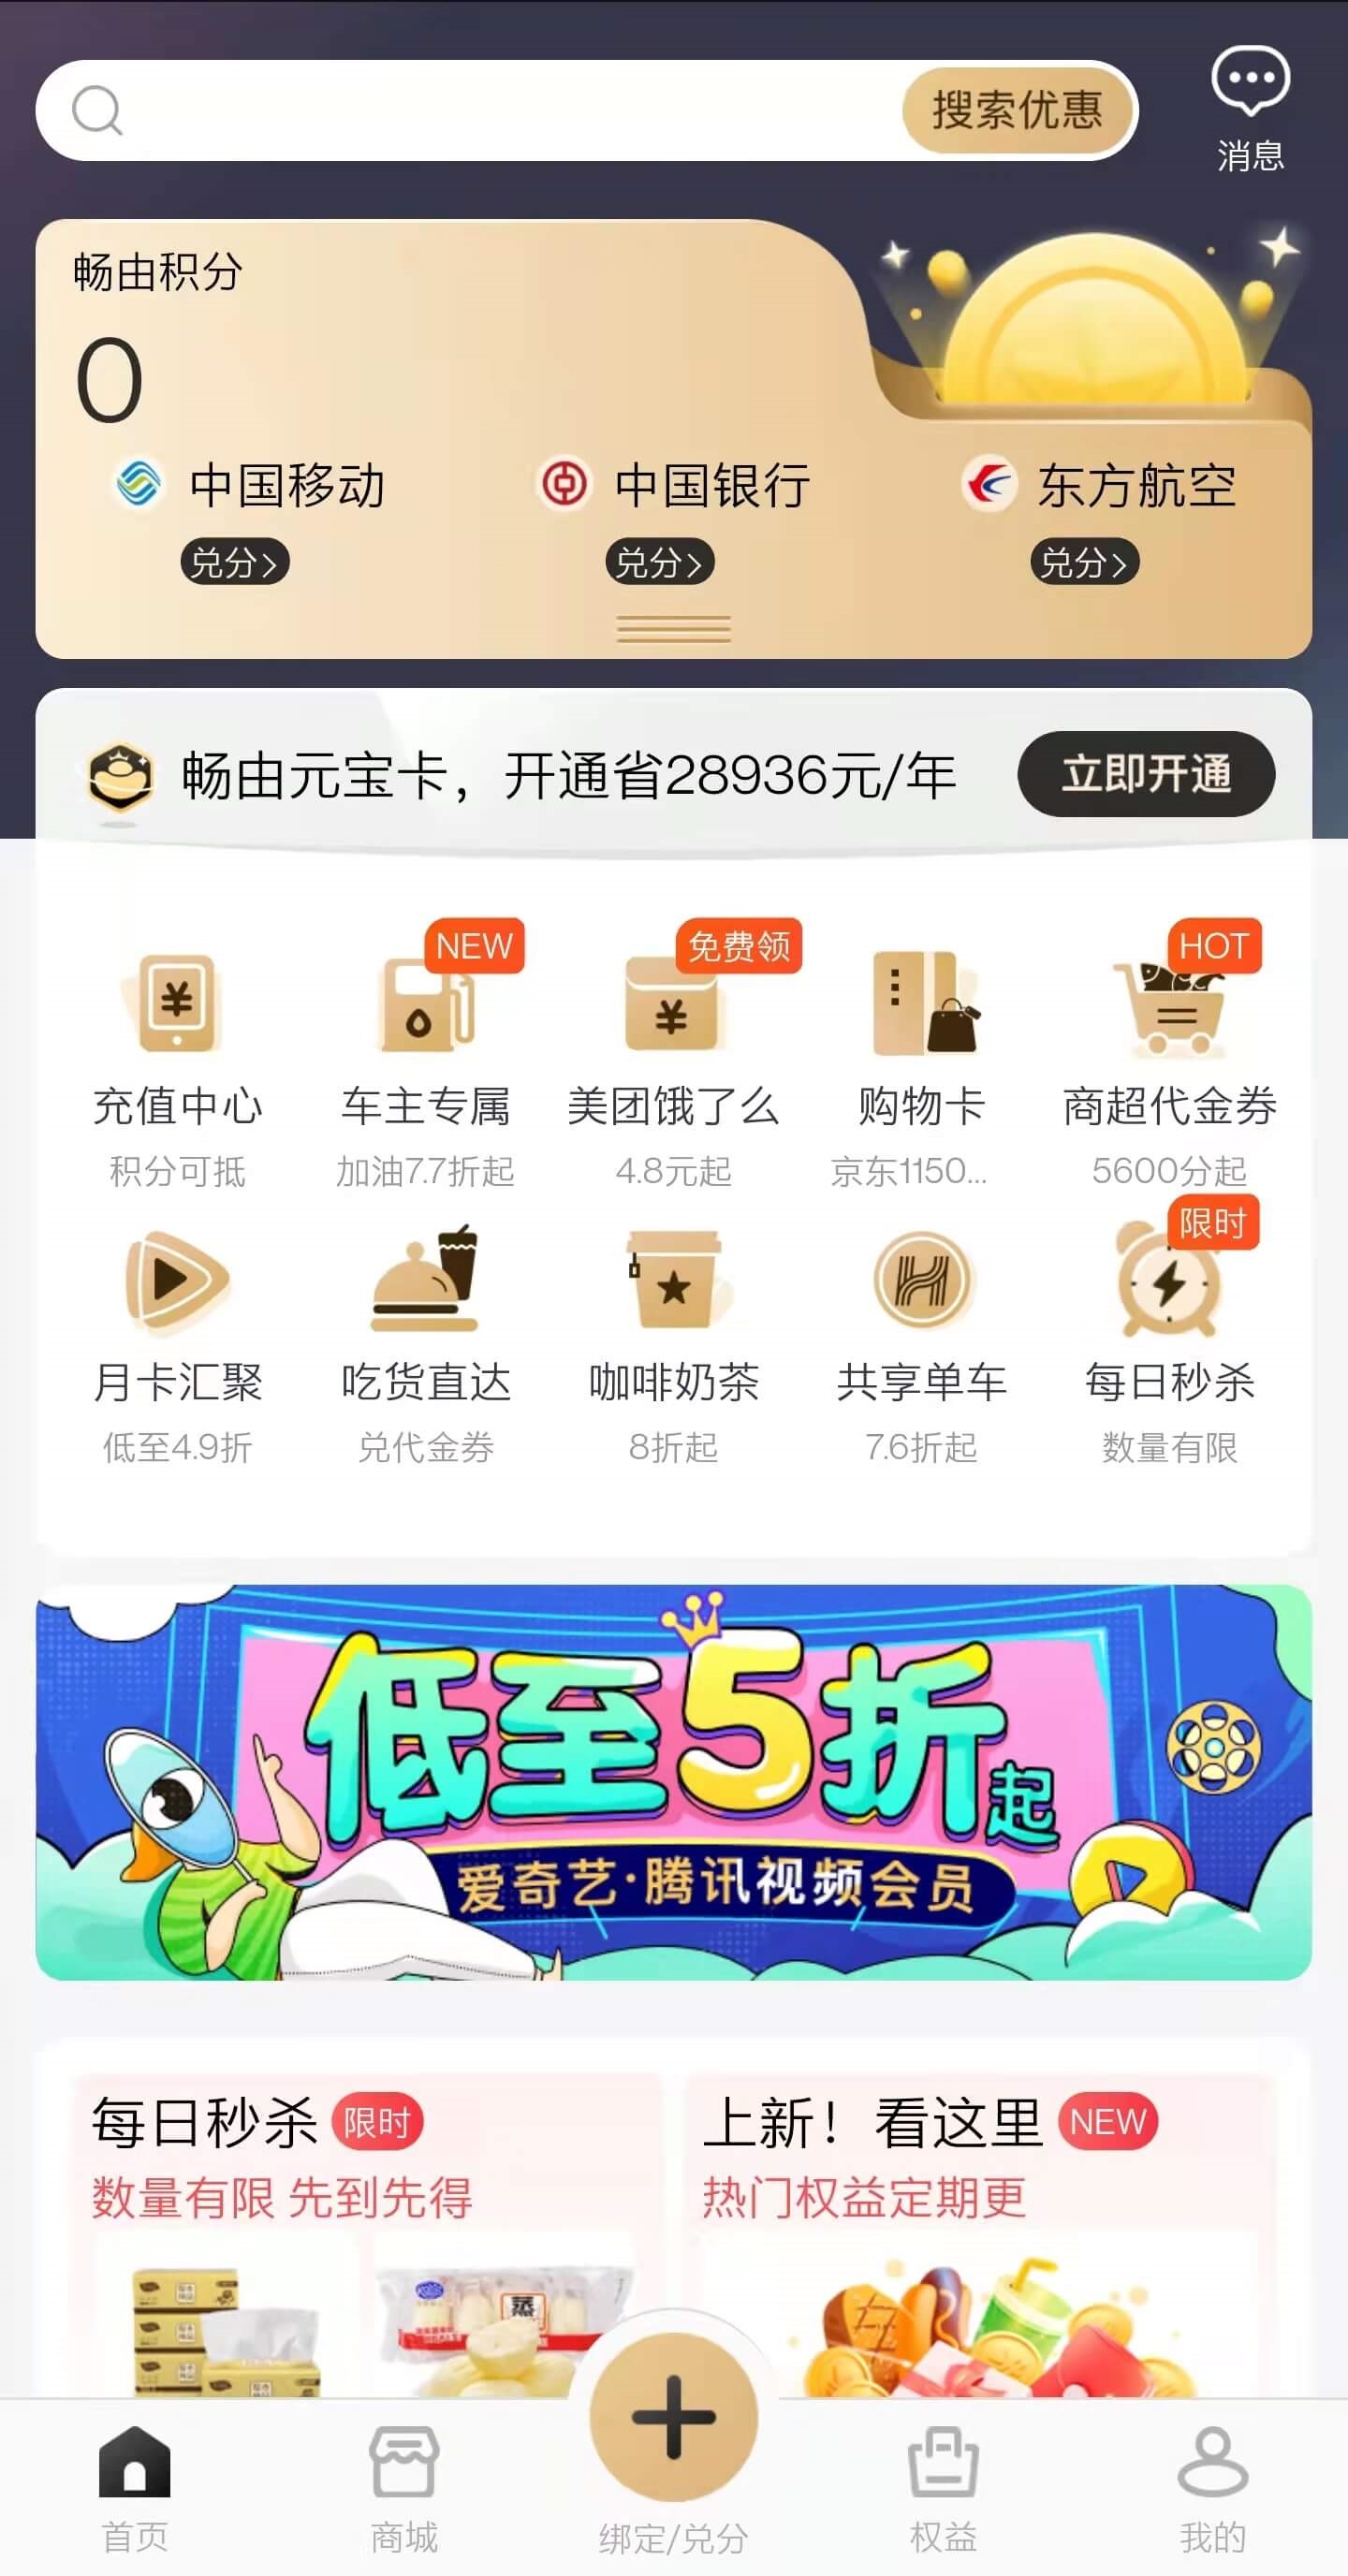 搜索优惠
消息
畅由积分
0
中国移动
中国银行
东方航空
兑分>
兑分>
兑分>
畅由元宝卡，开通省28936元/年
立即开通
NEW
免费领
HOT
充值中心
车主专属
美团饿了么
购物卡
商超代金券
积分可抵
加油7.7折起
4.8元起
京东1150...
5600分起
限时
月卡汇聚
吃货直达
咖啡奶茶
共享单车
每日秒杀
低至4.9折
兑代金券
8折起
7.6折起
数量有限
低至5折起
爱奇艺·腾讯视频会员
每日秒杀 限时
数量有限 先到先得
上新！看这里 NEW
热门权益定期更
蒸
首页
商城
绑定/兑分
权益
我的